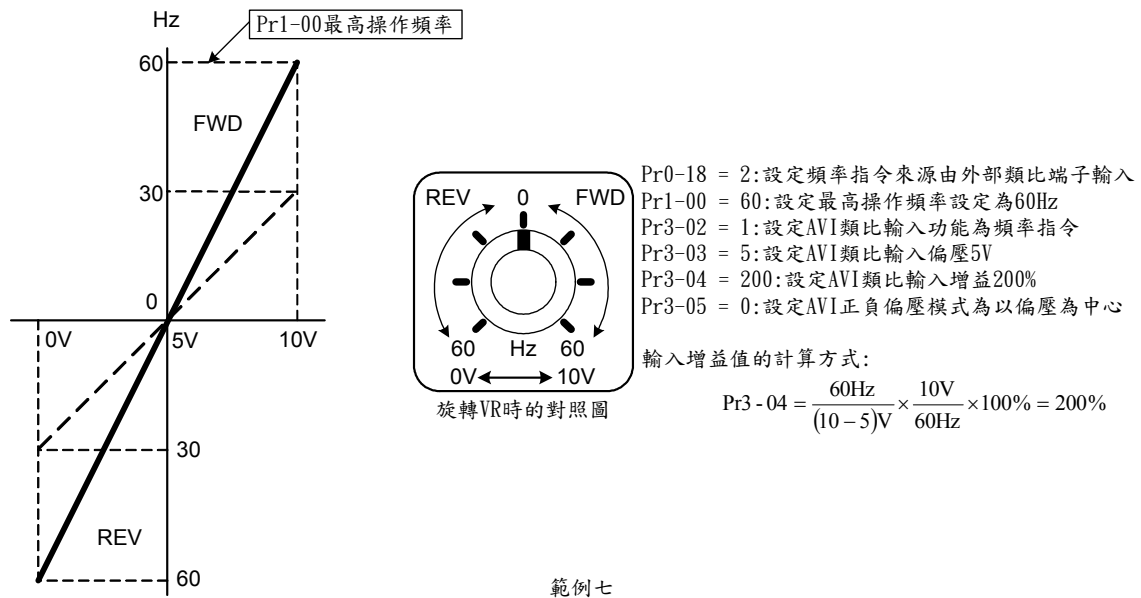 Hz
Pr1-00最高操作頻率
60
FWD
30
0
0V
5V
10V
30
REV
60
REV
0
FWD
60
Hz
60
0V
10V
旋轉VR時的對照圖
Pr0-18 = 2:設定頻率指令來源由外部類比端子輸入
Pr1-00 = 60:設定最高操作頻率設定為60Hz
Pr3-02 = 1:設定AVI類比輸入功能為頻率指令
Pr3-03 = 5:設定AVI類比輸入偏壓5V
Pr3-04 = 200:設定AVI類比輸入增益200%
Pr3-05 = 0:設定AVI正負偏壓模式為以偏壓為中心
輸入增益值的計算方式:
Pr3 - 04 = 60Hz/(10 − 5)V × 10V/60Hz × 100% = 200%
範例七